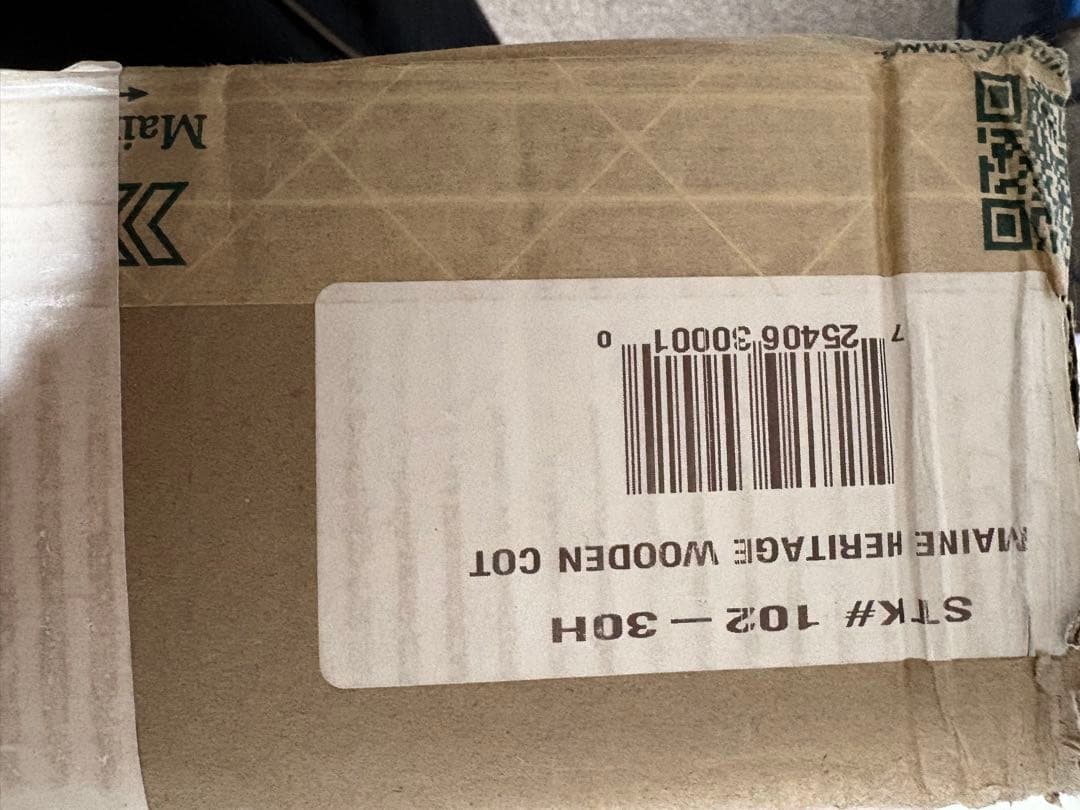 STK# 102 — 30H
MAINE HERITAGE WOODEN COT
7 25406 30001 0